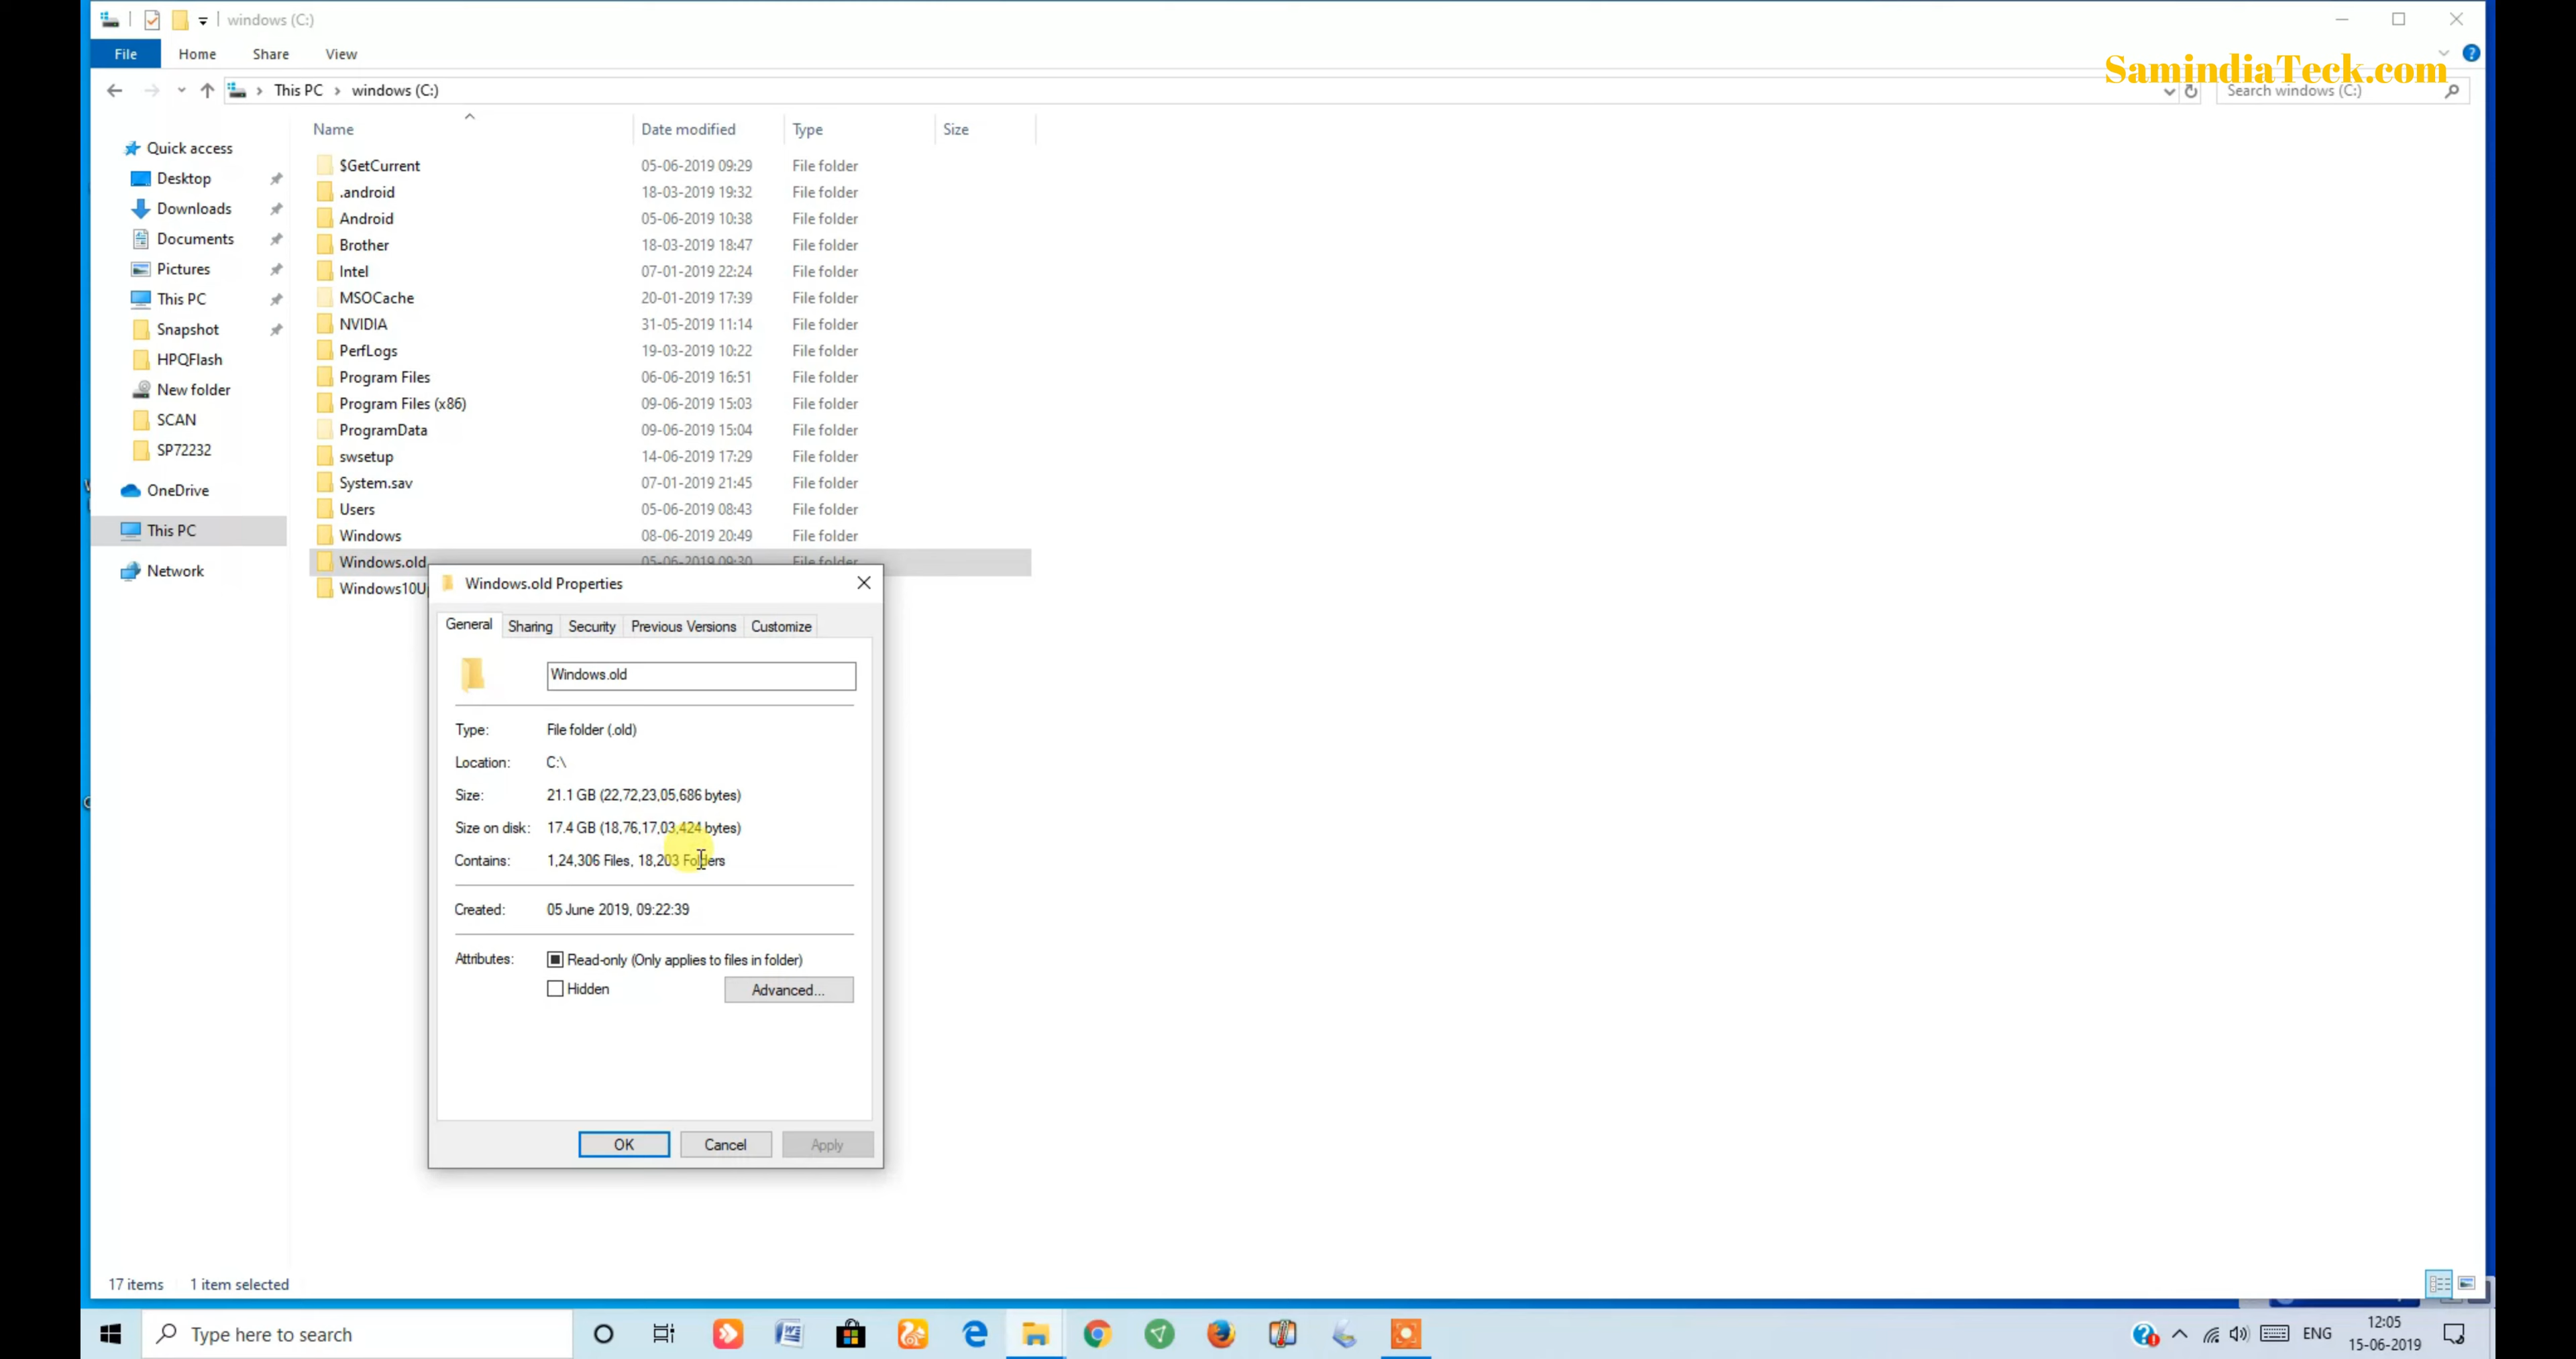 windows (C:)
File Home Share View
SamindiaTeck.com
This PC windows (C:)
Search windows (C:)
Name Date modified Type Size
Quick access
Desktop
Downloads
Documents
Pictures
This PC
Snapshot
HPQFlash
New folder
SCAN
SP72232
OneDrive
This PC
Network
$GetCurrent 05-06-2019 09:29 File folder
.android 18-03-2019 19:32 File folder
Android 05-06-2019 10:38 File folder
Brother 18-03-2019 18:47 File folder
Intel 07-01-2019 22:24 File folder
MSOCache 20-01-2019 17:39 File folder
NVIDIA 31-05-2019 11:14 File folder
PerfLogs 19-03-2019 10:22 File folder
Program Files 06-06-2019 16:51 File folder
Program Files (x86) 09-06-2019 15:03 File folder
ProgramData 09-06-2019 15:04 File folder
swsetup 14-06-2019 17:29 File folder
System.sav 07-01-2019 21:45 File folder
Users 05-06-2019 08:43 File folder
Windows 08-06-2019 20:49 File folder
Windows.old 05-06-2019 09:30 File folder
Windows10U
Windows.old Properties
General Sharing Security Previous Versions Customize
Windows.old
Type: File folder (.old)
Location: C:\
Size: 21.1 GB (22,72,23,05,686 bytes)
Size on disk: 17.4 GB (18,76,17,03,424 bytes)
Contains: 1,24,306 Files, 18,203 Folders
Created: 05 June 2019, 09:22:39
Attributes: Read-only (Only applies to files in folder)
Hidden Advanced...
OK Cancel Apply
17 items 1 item selected
Type here to search
ENG
12:05
15-06-2019